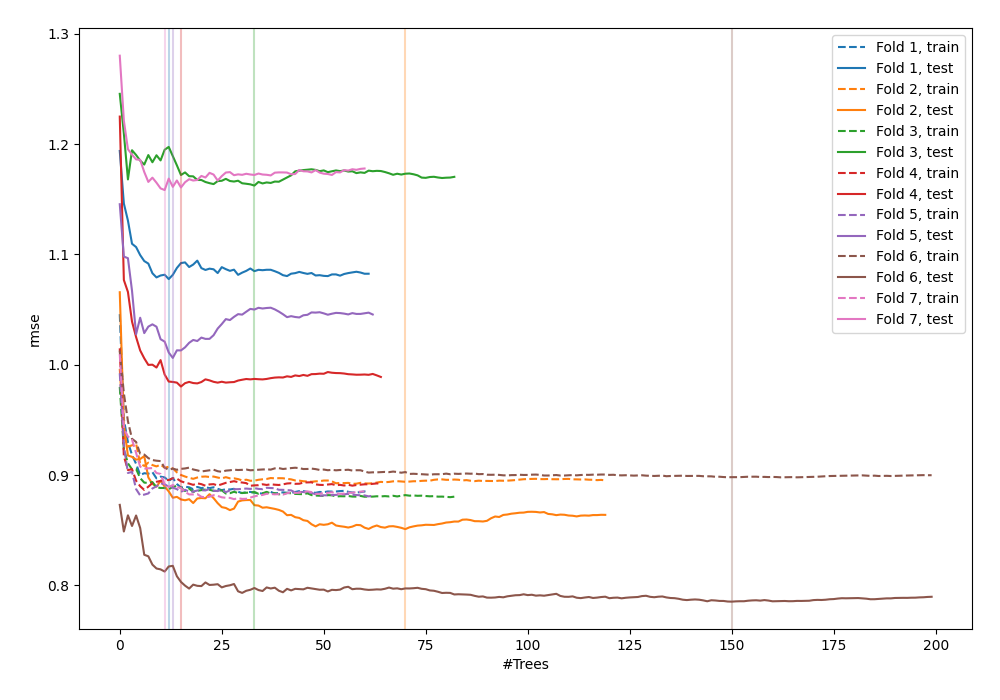 1.3
1.2
1.1
1.0
0.9
0.8
rmse
0
25
50
75
100
125
150
175
200
#Trees
Fold 1, train
Fold 1, test
Fold 2, train
Fold 2, test
Fold 3, train
Fold 3, test
Fold 4, train
Fold 4, test
Fold 5, train
Fold 5, test
Fold 6, train
Fold 6, test
Fold 7, train
Fold 7, test